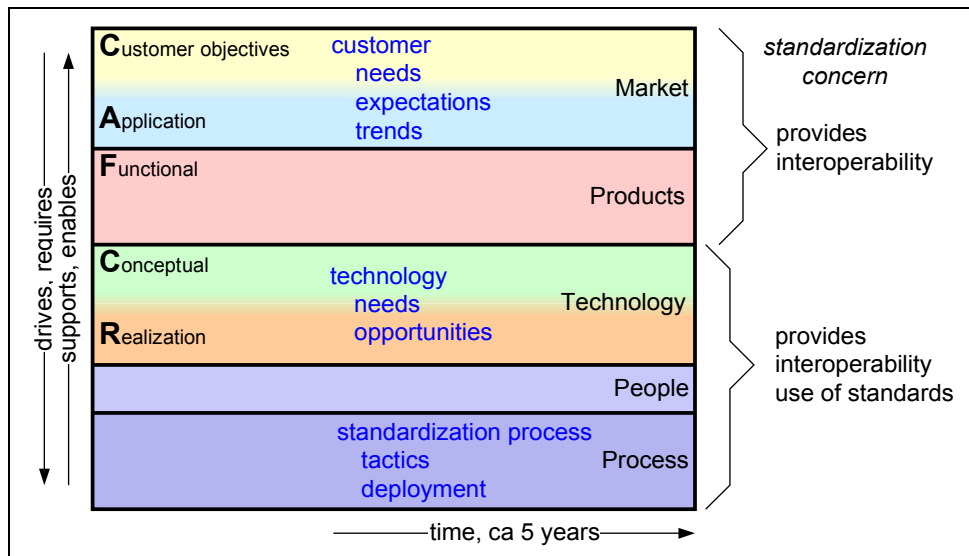 Customer objectives
customer
needs
expectations
trends
Market
Application
Functional
Products
Conceptual
technology
needs
opportunities
Technology
Realization
People
standardization process
tactics
deployment
Process
drives, requires
supports, enables
time, ca 5 years
standardization
concern
provides
interoperability
provides
interoperability
use of standards